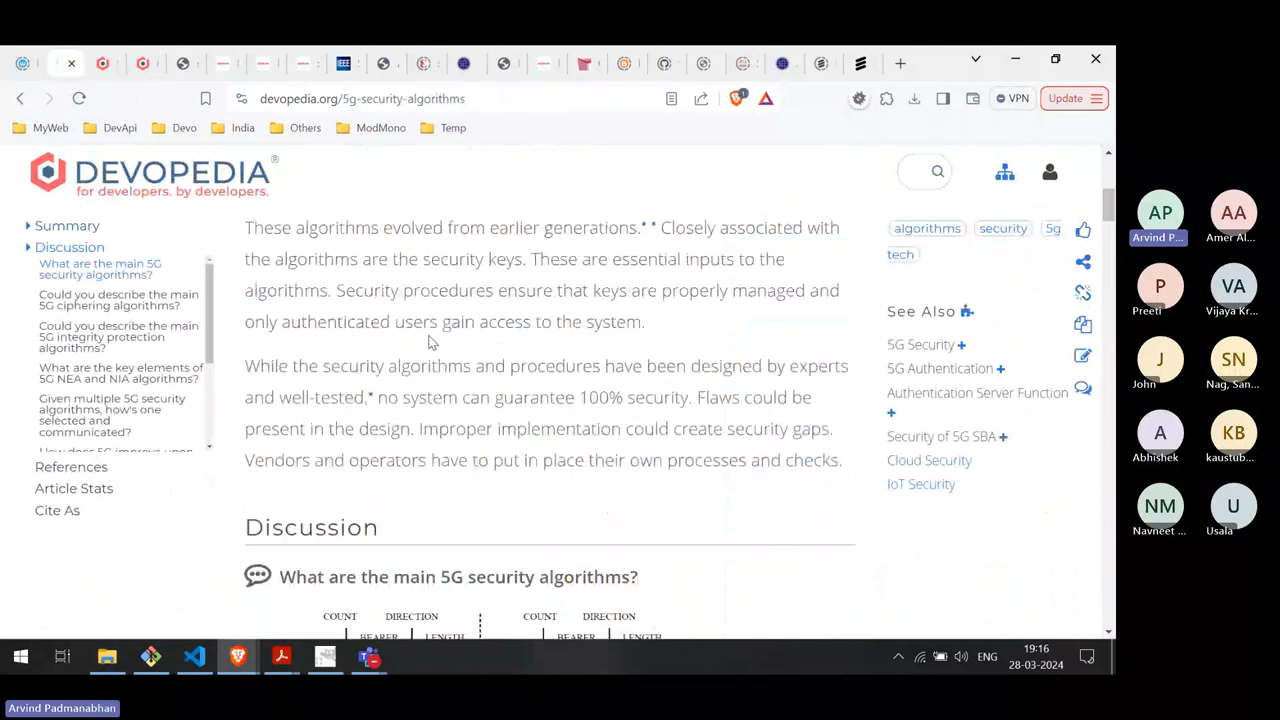 devopedia.org/5g-security-algorithms
1
VPN
Update
MyWeb
DevApi
Devo
India
Others
ModMono
Temp
DEVOPEDIA®
for developers. by developers.
Summary
Discussion
What are the main 5G
security algorithms?
Could you describe the main
5G ciphering algorithms?
Could you describe the main
5G integrity protection
algorithms?
What are the key elements of
5G NEA and NIA algorithms?
Given multiple 5G security
algorithms, how's one
selected and
communicated?
How does 5G improve upon
References
Article Stats
Cite As
These algorithms evolved from earlier generations.* * Closely associated with
the algorithms are the security keys. These are essential inputs to the
algorithms. Security procedures ensure that keys are properly managed and
only authenticated users gain access to the system.
While the security algorithms and procedures have been designed by experts
and well-tested,* no system can guarantee 100% security. Flaws could be
present in the design. Improper implementation could create security gaps.
Vendors and operators have to put in place their own processes and checks.
Discussion
What are the main 5G security algorithms?
COUNT DIRECTION COUNT DIRECTION
BEARER LENGTH BEARER LENGTH
algorithms security 5g
tech
See Also
5G Security +
5G Authentication +
Authentication Server Function
+
Security of 5G SBA +
Cloud Security
IoT Security
IEEE
ENG
19:16
28-03-2024
AP
Arvind P...
AA
Amer Al...
P
Preeti
VA
Vijaya Kr...
J
John
SN
Nag, San...
A
Abhishek
KB
kaustub...
NM
Navneet ...
U
Usala
Arvind Padmanabhan